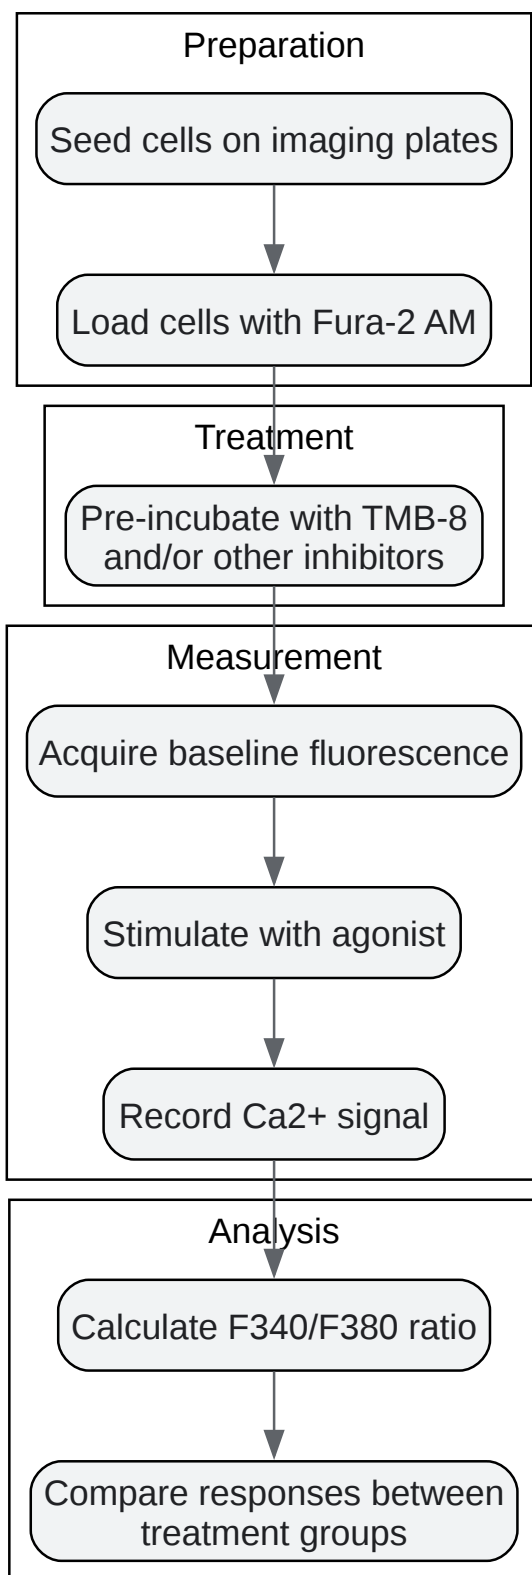 Preparation
Seed cells on imaging plates
Load cells with Fura-2 AM
Treatment
Pre-incubate with TMB-8
and/or other inhibitors
Measurement
Acquire baseline fluorescence
Stimulate with agonist
Record Ca2+ signal
Analysis
Calculate F340/F380 ratio
Compare responses between
treatment groups